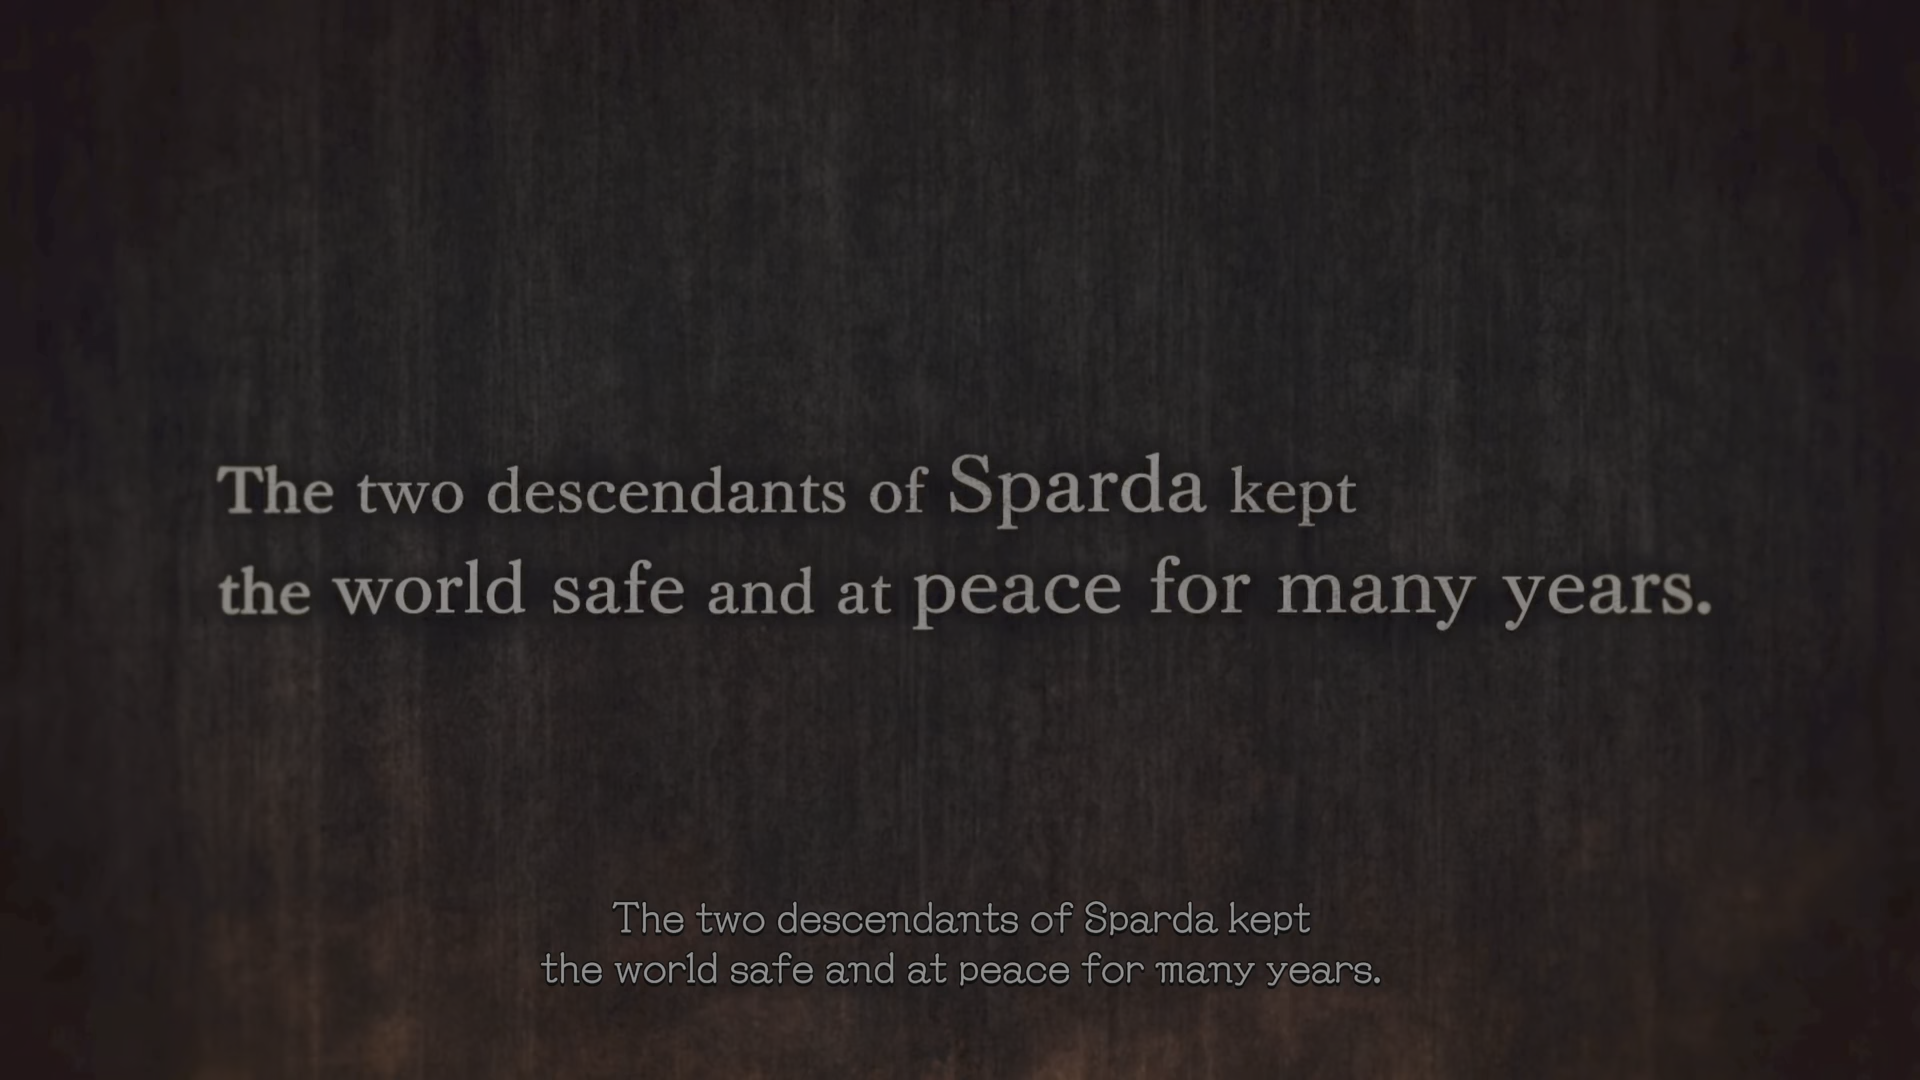 The two descendants of Sparda kept
the world safe and at peace for many years.
The two descendants of Sparda kept
the world safe and at peace for many years.